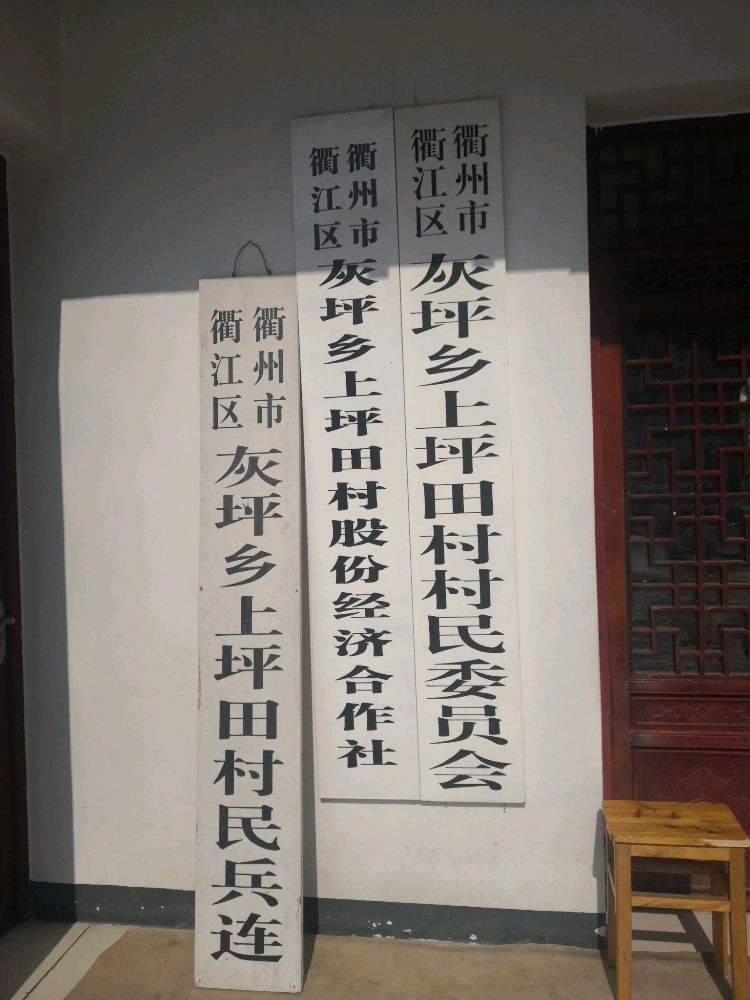 衢州市
衢江区
灰坪乡上坪田村村民委员会
衢州市
衢江区
灰坪乡上坪田村股份经济合作社
衢州市
衢江区
灰坪乡上坪田村民兵连